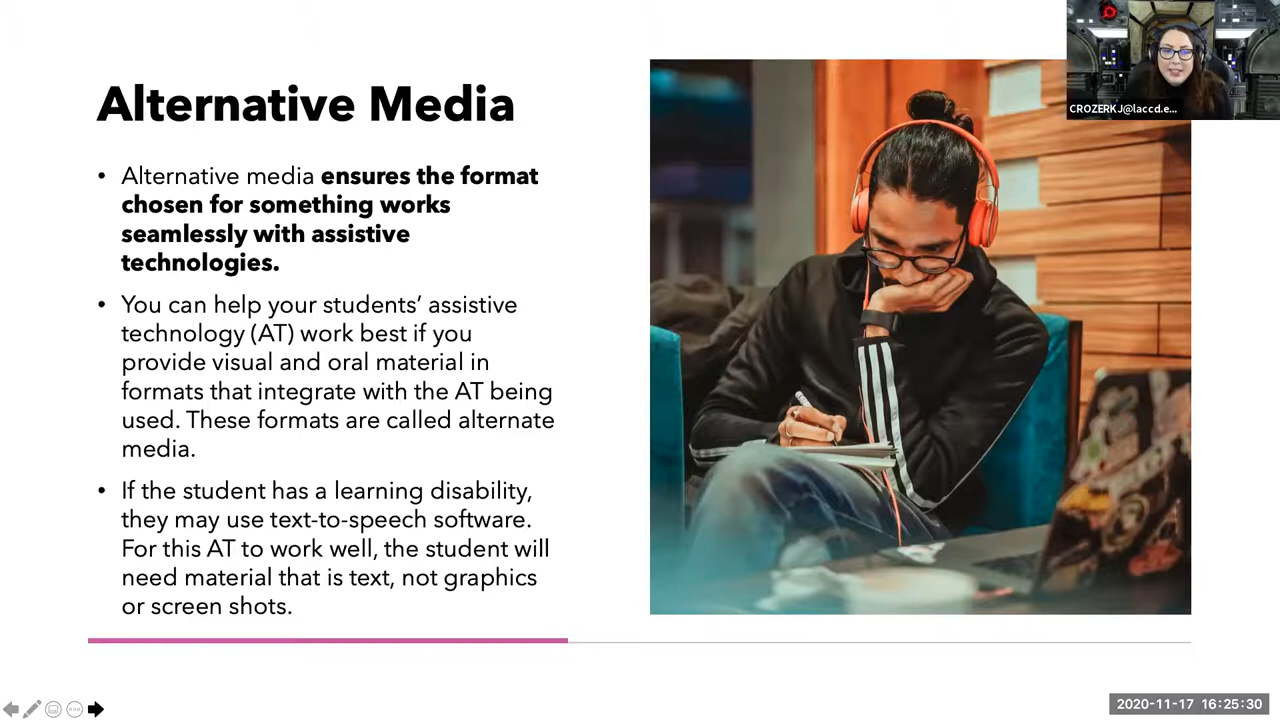 Alternative Media
• Alternative media ensures the format
chosen for something works
seamlessly with assistive
technologies.
• You can help your students’ assistive
technology (AT) work best if you
provide visual and oral material in
formats that integrate with the AT being
used. These formats are called alternate
media.
• If the student has a learning disability,
they may use text-to-speech software.
For this AT to work well, the student will
need material that is text, not graphics
or screen shots.
CROZERKJ@laccd.e...
2020-11-17 16:25:30